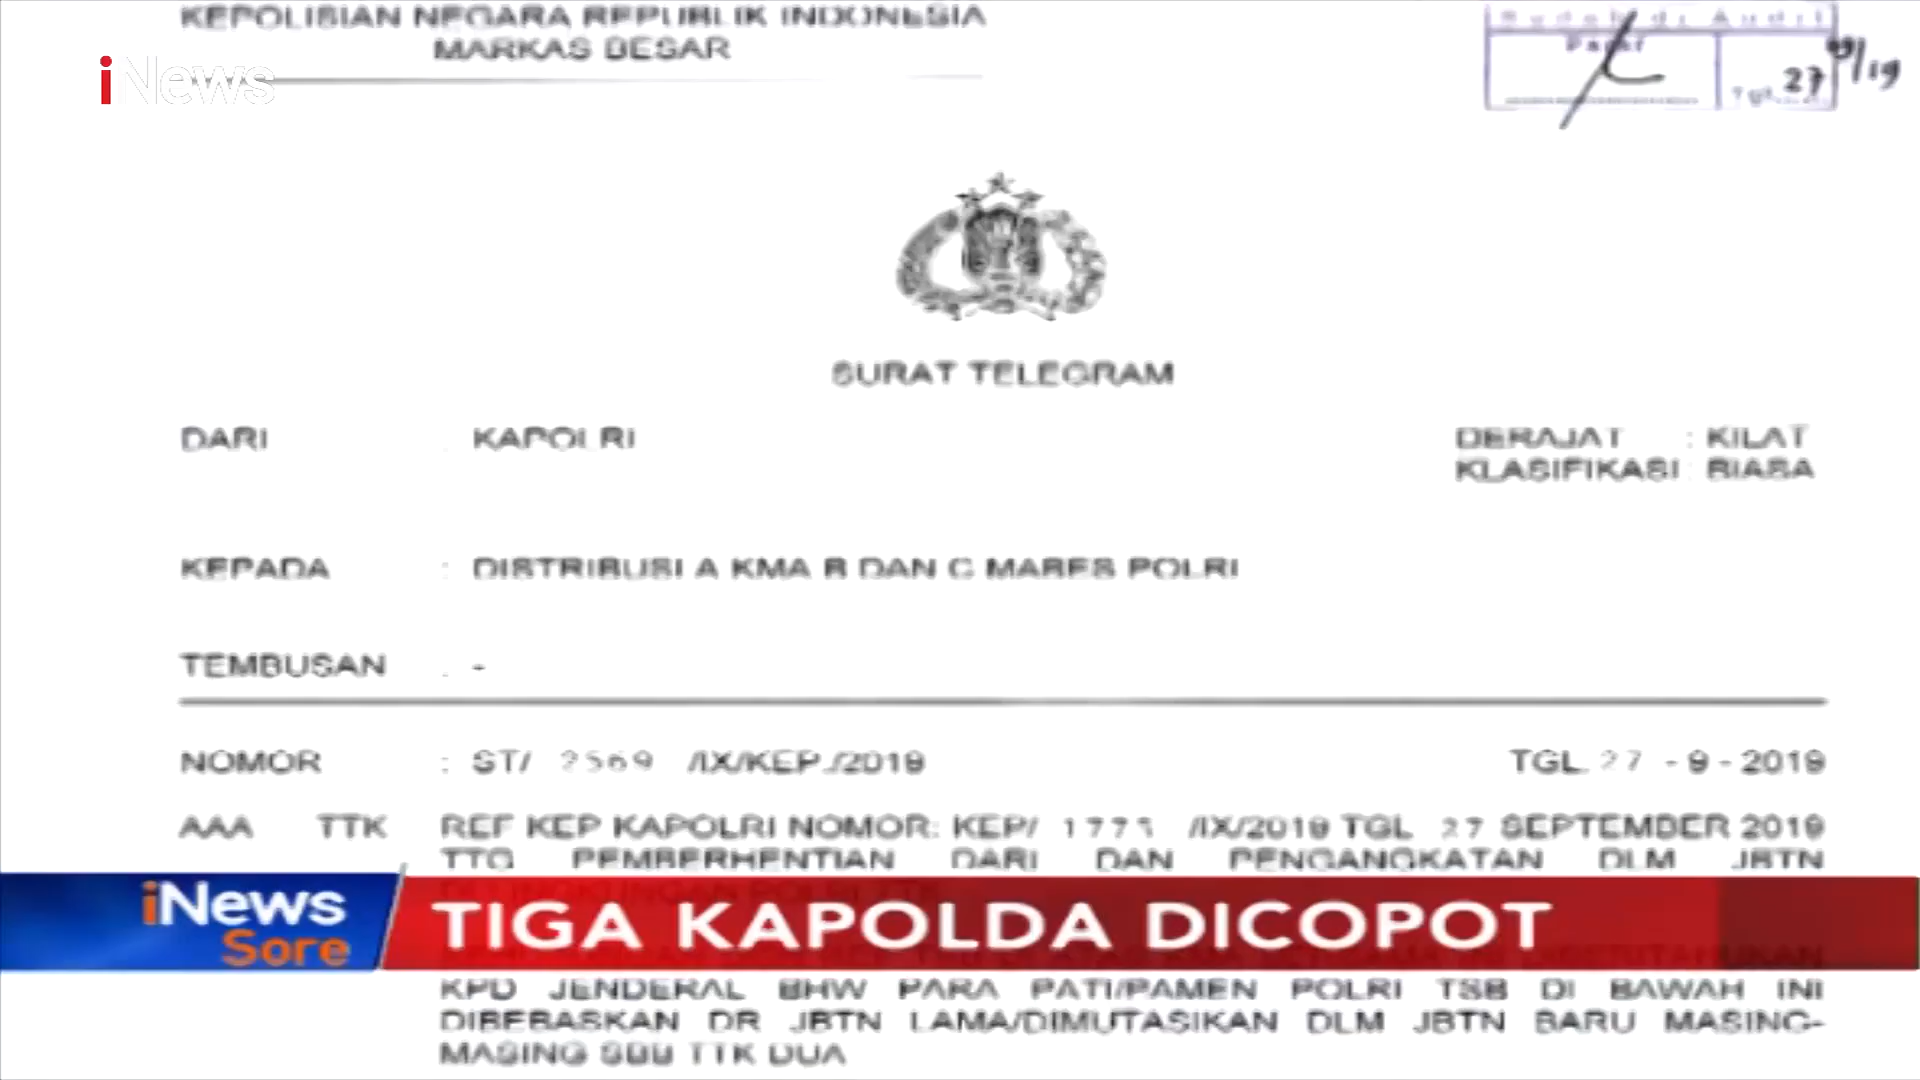 KEPOLISIAN NEGARA REPUBLIK INDONESIA
MARKAS BESAR
iNews
Paraf
Tgl. 27/9/19
SURAT TELEGRAM
DARI : KAPOLRI
DERAJAT : KILAT
KLASIFIKASI : BIASA
KEPADA : DISTRIBUSI A KMA B DAN C MABES POLRI
TEMBUSAN : -
NOMOR : ST/ 2569 /IX/KEP./2019 TGL. 27 - 9 - 2019
AAA TTK REF KEP KAPOLRI NOMOR: KEP/ /IX/2019 TGL 27 SEPTEMBER 2019
TTG PEMBERHENTIAN DARI DAN PENGANGKATAN DLM JBTN
iNews
Sore
TIGA KAPOLDA DICOPOT
KPD JENDERAL BHW PARA PATI/PAMEN POLRI TSB DI BAWAH INI
DIBEBASKAN DR JBTN LAMA/DIMUTASIKAN DLM JBTN BARU MASING-
MASING SBB TTK DUA